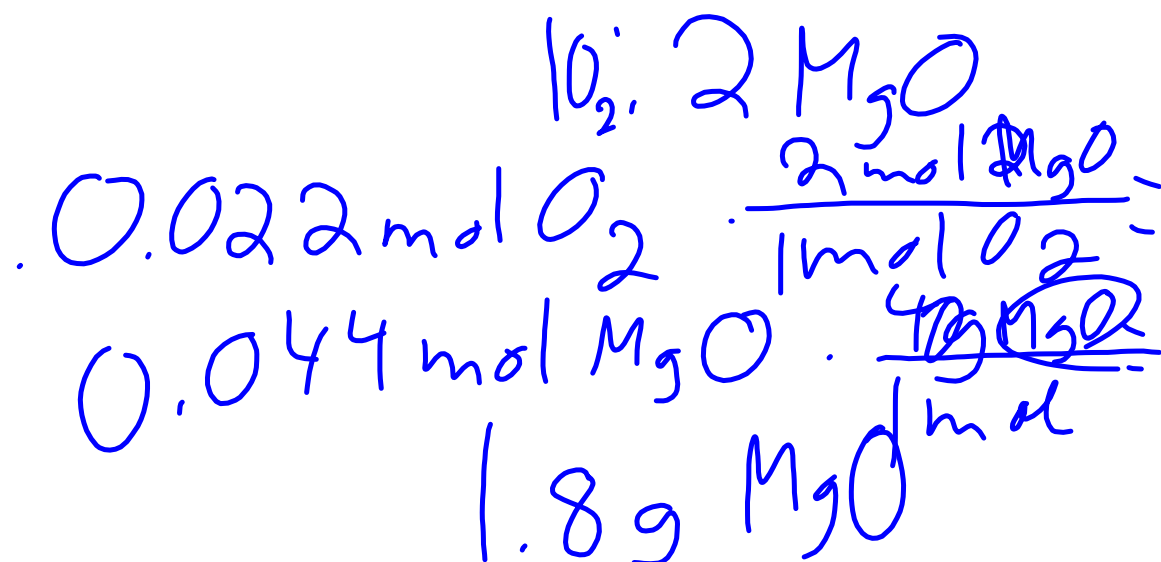 1O₂: 2 MgO
. 0.022 mol O₂ · 2 mol MgO / 1 mol O₂ =
0.044 mol MgO · 40g MgO / 1 mol =
1.8 g MgO